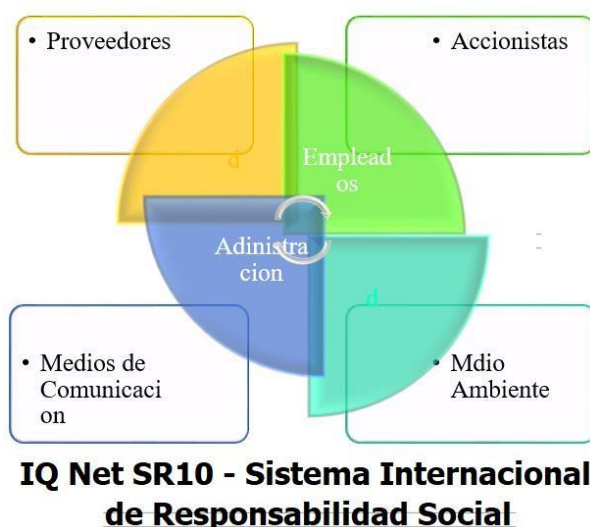 • Proveedores
• Accionistas
d
Emplead
os
Adinistra
cion
d
• Medios de
Comunicaci
on
• Mdio
Ambiente
IQ Net SR10 - Sistema Internacional
de Responsabilidad Social